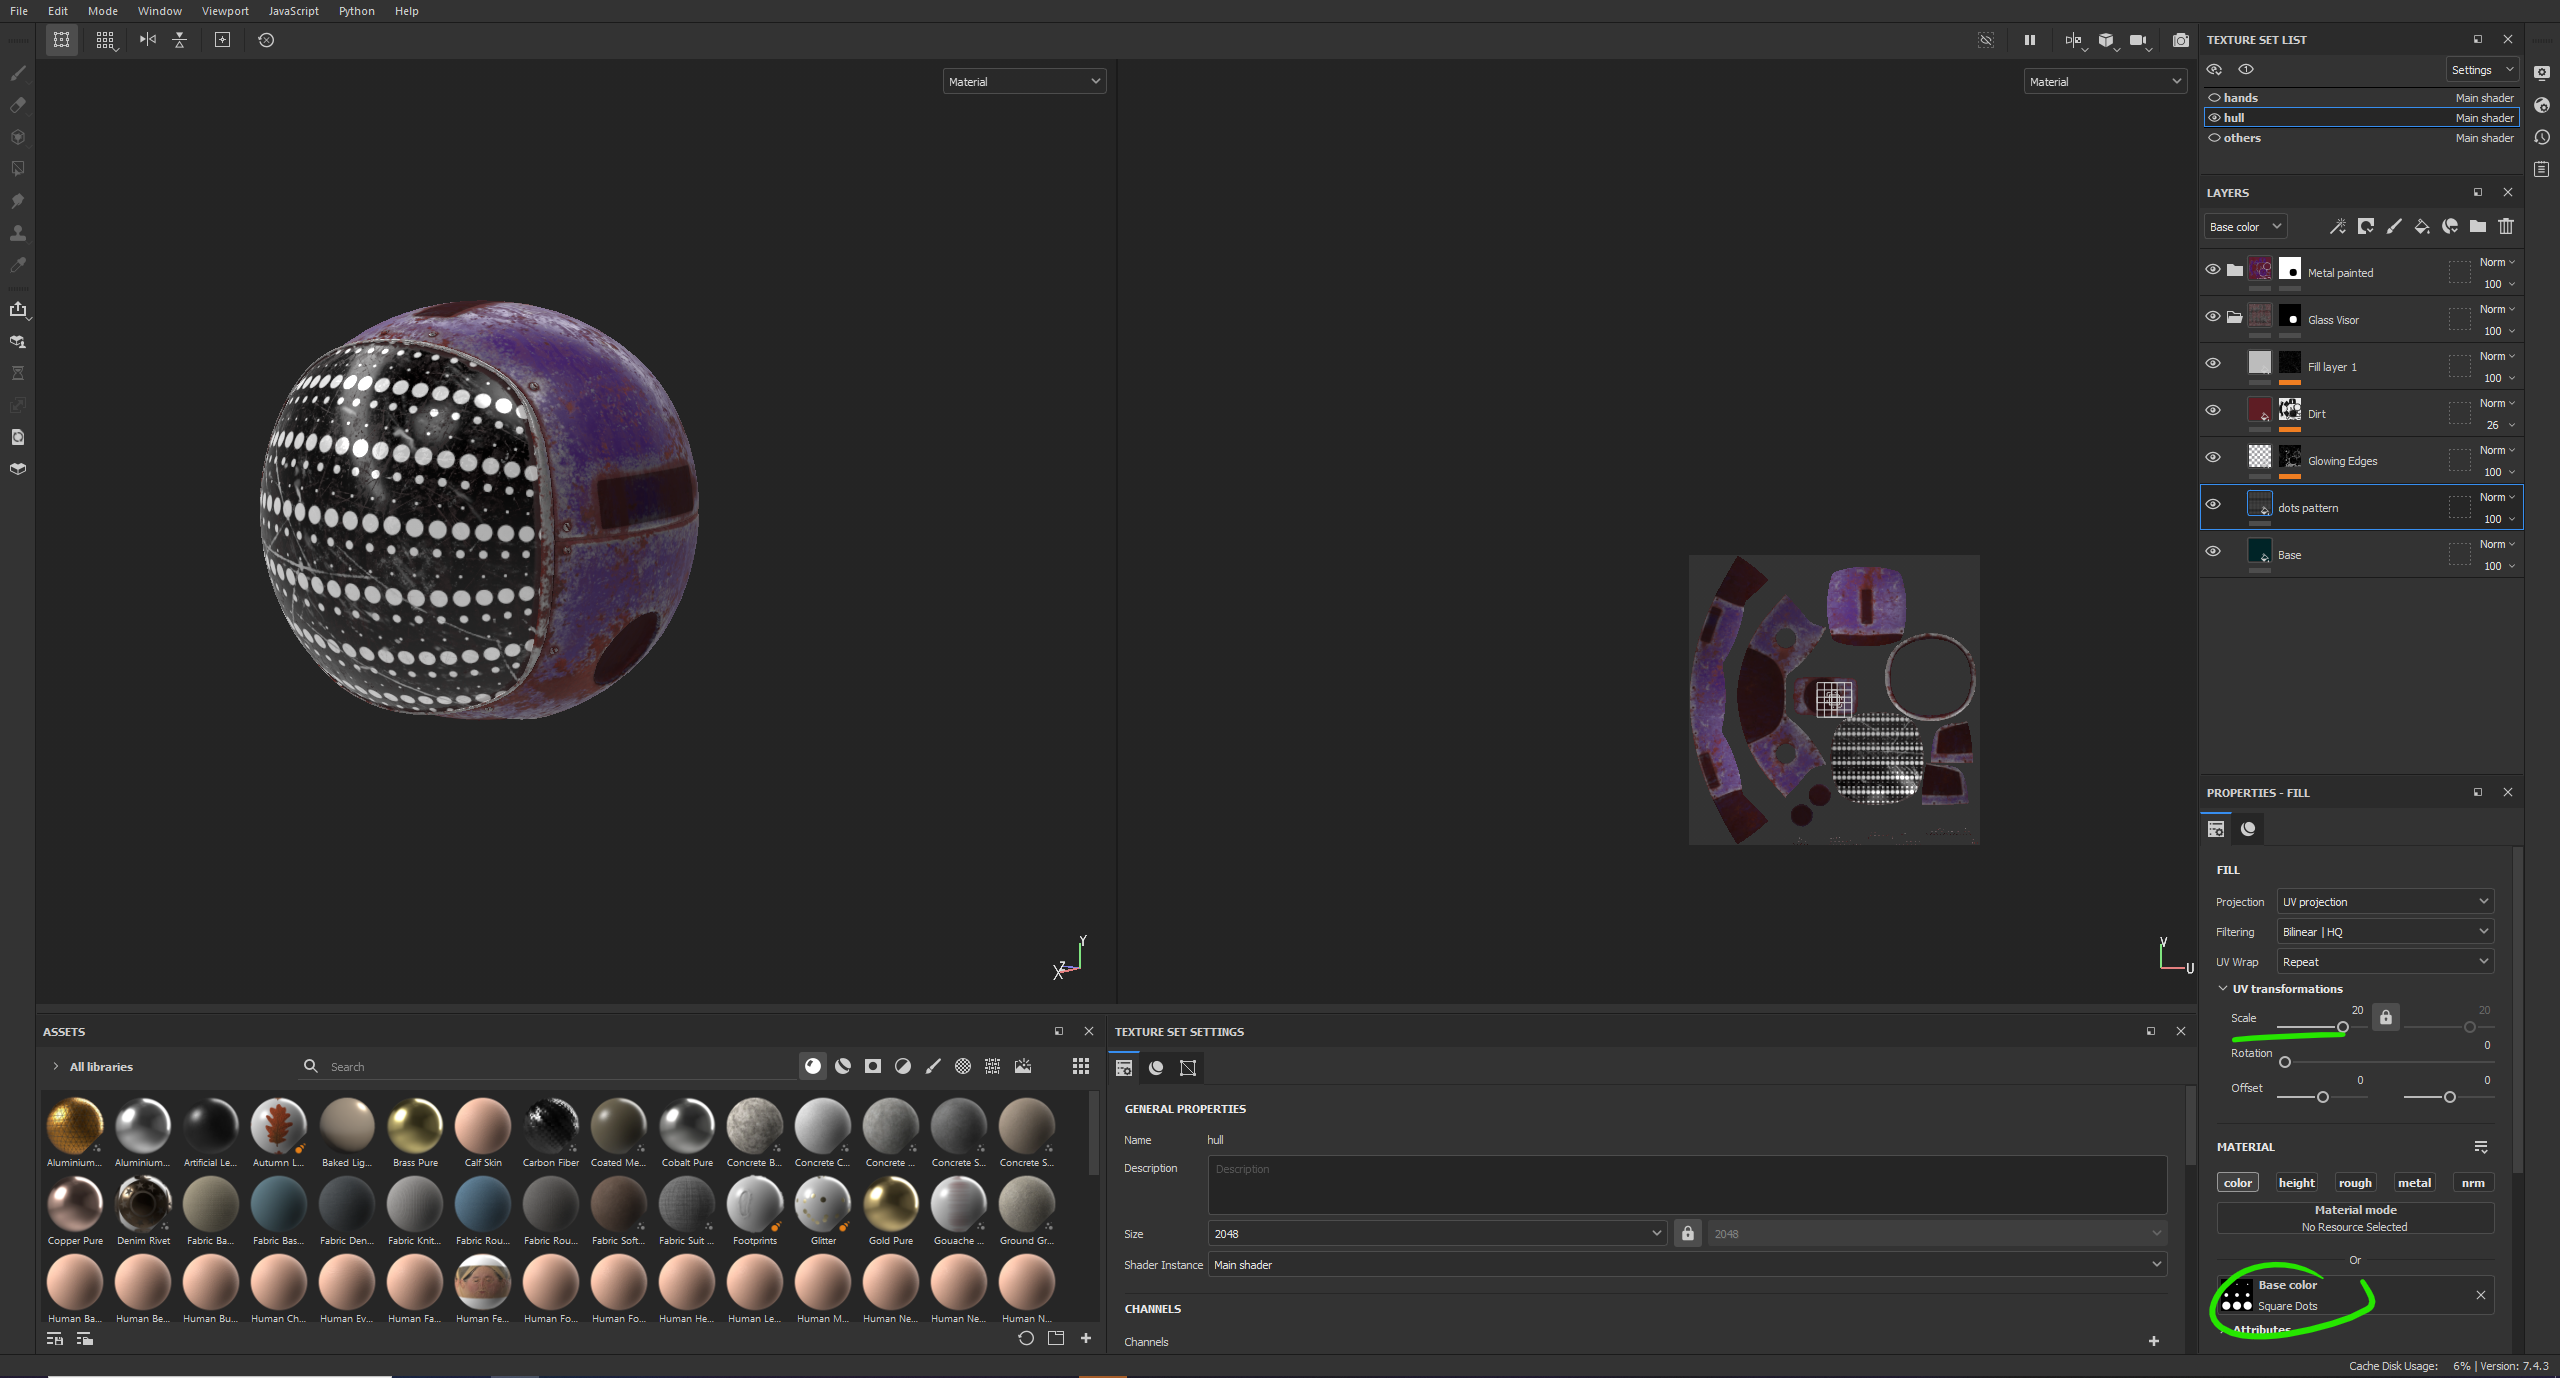 File Edit Mode Window Viewport JavaScript Python Help
Material
Material
TEXTURE SET LIST
Settings
hands Main shader
hull Main shader
others Main shader
LAYERS
Base color
Metal painted Norm 100
Glass Visor Norm 100
Fill layer 1 Norm 100
Dirt Norm 26
Glowing Edges Norm 100
dots pattern Norm 100
Base Norm 100
PROPERTIES - FILL
FILL
Projection UV projection
Filtering Bilinear | HQ
UV Wrap Repeat
UV transformations
Scale 20 20
Rotation 0
Offset 0 0
MATERIAL
color height rough metal nrm
Material mode
No Resource Selected
Or
Base color
Square Dots
Attributes
Y
Z
X
V
U
ASSETS
All libraries Search
Aluminium... Aluminium... Artificial Le... Autumn L... Baked Lig... Brass Pure Calf Skin Carbon Fiber Coated Me... Cobalt Pure Concrete B... Concrete C... Concrete ... Concrete S... Concrete S...
Copper Pure Denim Rivet Fabric Ba... Fabric Bas... Fabric Den... Fabric Knit... Fabric Rou... Fabric Rou... Fabric Soft... Fabric Suit ... Footprints Glitter Gold Pure Gouache ... Ground Gr...
Human Ba... Human Be... Human Bu... Human Ch... Human Ev... Human Fa... Human Fe... Human Fo... Human Fo... Human He... Human Le... Human M... Human Ne... Human Ne... Human N...
TEXTURE SET SETTINGS
GENERAL PROPERTIES
Name hull
Description Description
Size 2048 2048
Shader Instance Main shader
CHANNELS
Channels
Cache Disk Usage: 6% | Version: 7.4.3